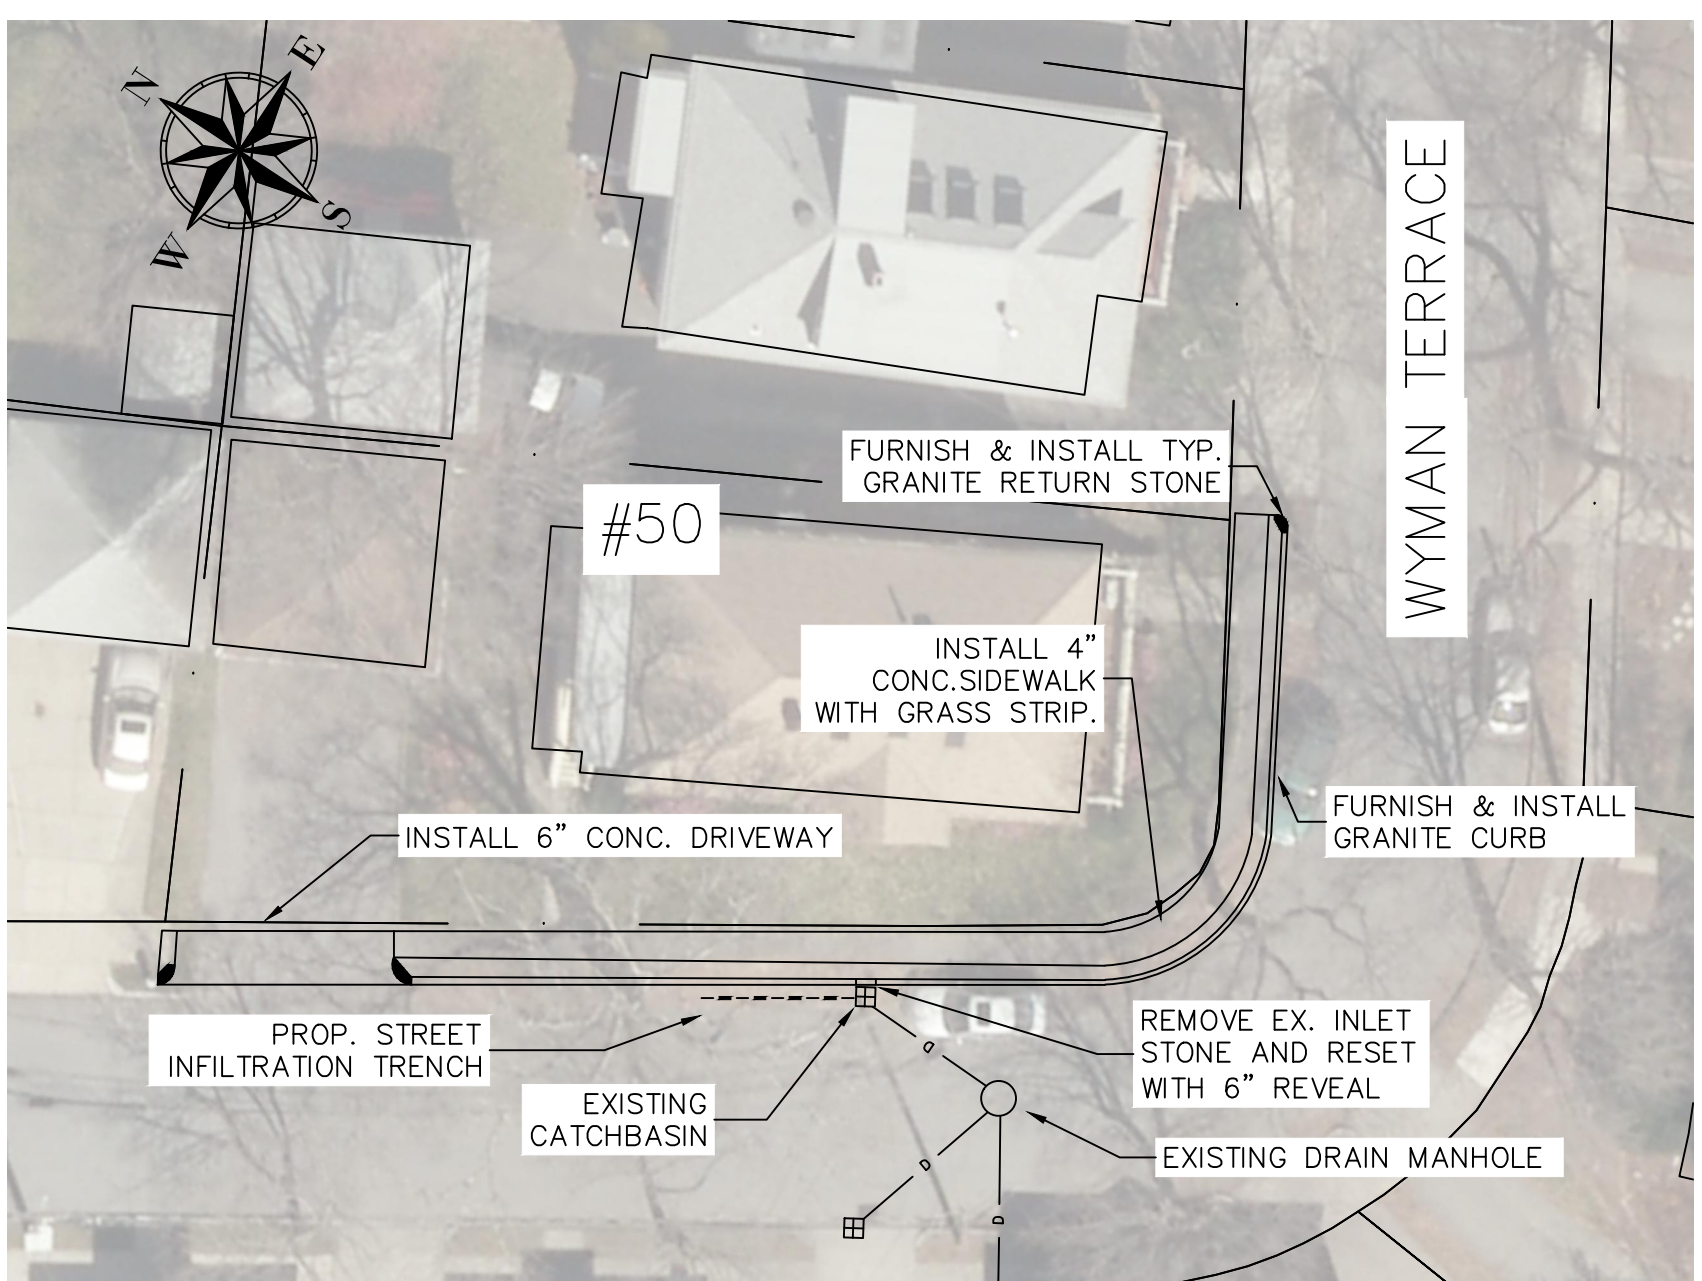 N
E
S
W
WYMAN TERRACE
FURNISH & INSTALL TYP.
GRANITE RETURN STONE
#50
INSTALL 4”
CONC.SIDEWALK
WITH GRASS STRIP.
FURNISH & INSTALL
GRANITE CURB
INSTALL 6” CONC. DRIVEWAY
PROP. STREET
INFILTRATION TRENCH
REMOVE EX. INLET
STONE AND RESET
WITH 6” REVEAL
EXISTING
CATCHBASIN
EXISTING DRAIN MANHOLE
D
D
D